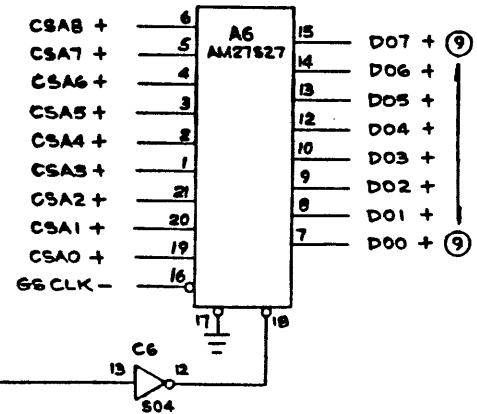 CSA8 + 6 A6 15 DO7 + 9
CSA7 + 5 AM27S27 14 DO6 +
CSA6 + 4 13 DO5 +
CSA5 + 3 12 DO4 +
CSA4 + 2 10 DO3 +
CSA3 + 1 9 DO2 +
CSA2 + 21 8 DO1 +
CSA1 + 20 7 DO0 + 9
CSA0 + 19
GSCLK - 16
17 18
C6
13 12
S04